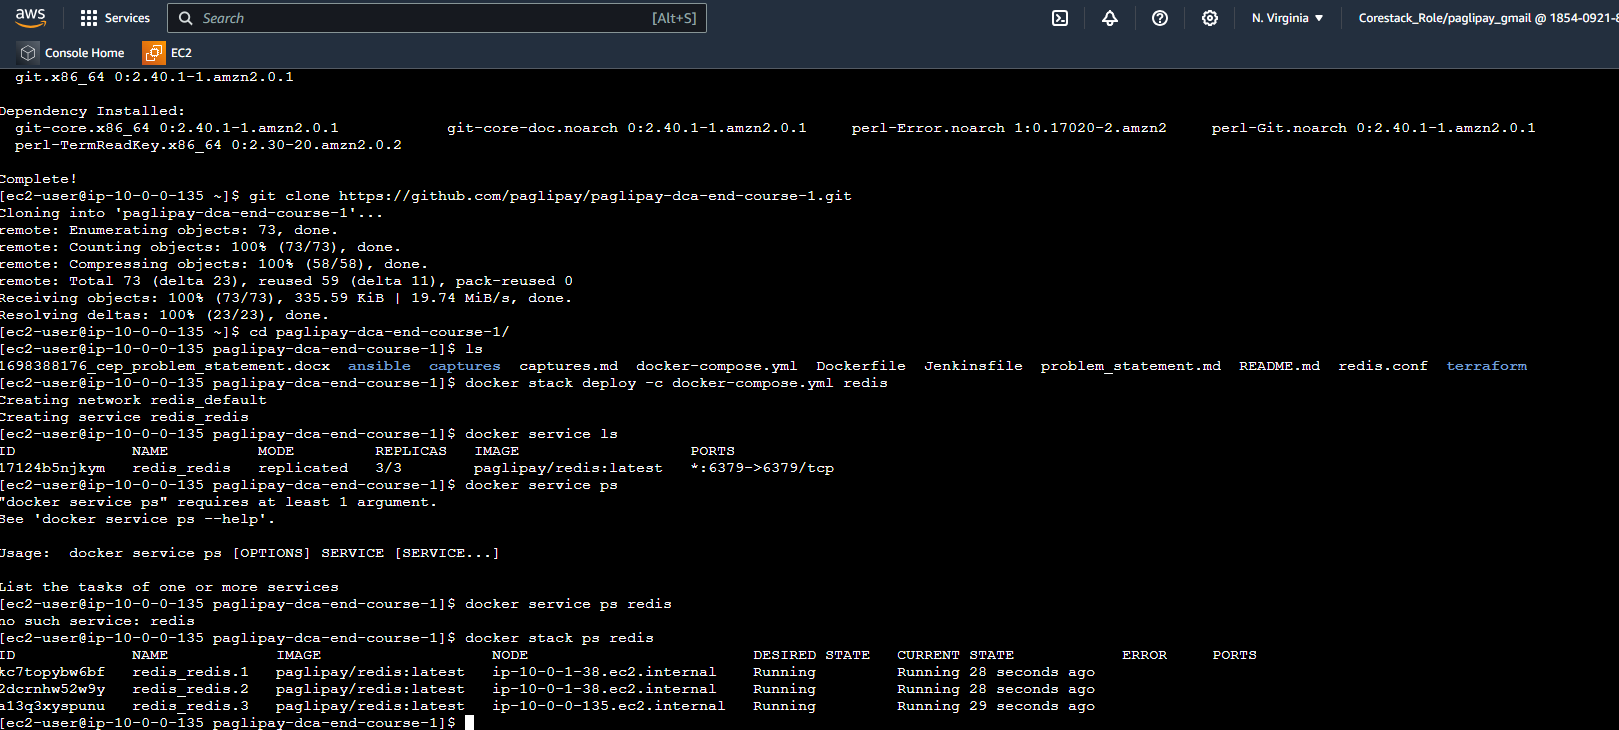 aws Services Search [Alt+S] N. Virginia ▼ Corestack_Role/paglipay_gmail @ 1854-0921-8
Console Home EC2
git.x86_64 0:2.40.1-1.amzn2.0.1
Dependency Installed:
git-core.x86_64 0:2.40.1-1.amzn2.0.1 git-core-doc.noarch 0:2.40.1-1.amzn2.0.1 perl-Error.noarch 1:0.17020-2.amzn2 perl-Git.noarch 0:2.40.1-1.amzn2.0.1
perl-TermReadKey.x86_64 0:2.30-20.amzn2.0.2
Complete!
[ec2-user@ip-10-0-0-135 ~]$ git clone https://github.com/paglipay/paglipay-dca-end-course-1.git
Cloning into 'paglipay-dca-end-course-1'...
remote: Enumerating objects: 73, done.
remote: Counting objects: 100% (73/73), done.
remote: Compressing objects: 100% (58/58), done.
remote: Total 73 (delta 23), reused 59 (delta 11), pack-reused 0
Receiving objects: 100% (73/73), 335.59 KiB | 19.74 MiB/s, done.
Resolving deltas: 100% (23/23), done.
[ec2-user@ip-10-0-0-135 ~]$ cd paglipay-dca-end-course-1/
[ec2-user@ip-10-0-0-135 paglipay-dca-end-course-1]$ ls
1698388176_cep_problem_statement.docx ansible captures captures.md docker-compose.yml Dockerfile Jenkinsfile problem_statement.md README.md redis.conf terraform
[ec2-user@ip-10-0-0-135 paglipay-dca-end-course-1]$ docker stack deploy -c docker-compose.yml redis
Creating network redis_default
Creating service redis_redis
[ec2-user@ip-10-0-0-135 paglipay-dca-end-course-1]$ docker service ls
ID NAME MODE REPLICAS IMAGE PORTS
17124b5njkym redis_redis replicated 3/3 paglipay/redis:latest *:6379->6379/tcp
[ec2-user@ip-10-0-0-135 paglipay-dca-end-course-1]$ docker service ps
"docker service ps" requires at least 1 argument.
See 'docker service ps --help'.
Usage: docker service ps [OPTIONS] SERVICE [SERVICE...]
List the tasks of one or more services
[ec2-user@ip-10-0-0-135 paglipay-dca-end-course-1]$ docker service ps redis
no such service: redis
[ec2-user@ip-10-0-0-135 paglipay-dca-end-course-1]$ docker stack ps redis
ID NAME IMAGE NODE DESIRED STATE CURRENT STATE ERROR PORTS
kc7topybw6bf redis_redis.1 paglipay/redis:latest ip-10-0-1-38.ec2.internal Running Running 28 seconds ago
2dcrnhw52w9y redis_redis.2 paglipay/redis:latest ip-10-0-1-38.ec2.internal Running Running 28 seconds ago
a13q3xyspunu redis_redis.3 paglipay/redis:latest ip-10-0-0-135.ec2.internal Running Running 29 seconds ago
[ec2-user@ip-10-0-0-135 paglipay-dca-end-course-1]$